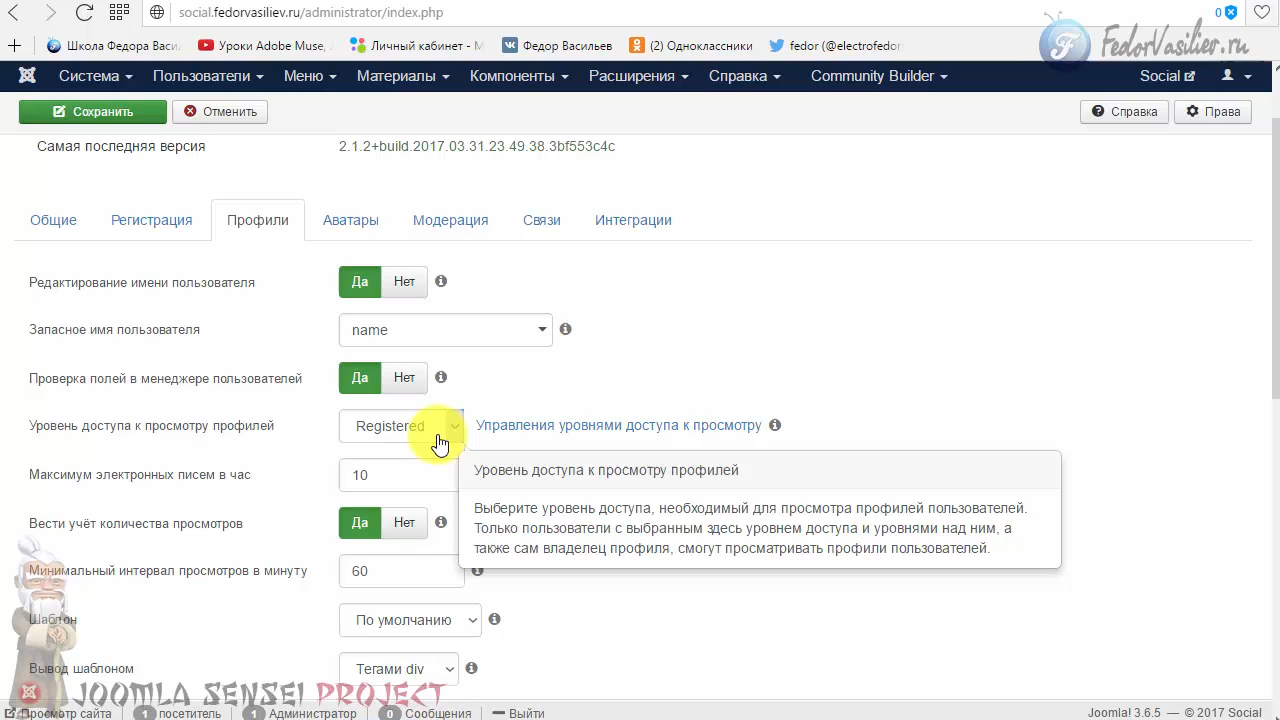 social.fedorvasiliev.ru/administrator/index.php
0
Школа Федора Васи
Уроки Adobe Muse,
Личный кабинет - М
Федор Васильев
(2) Одноклассники
fedor (@electrofedor
FedorVasiliev.ru
Система
Пользователи
Меню
Материалы
Компоненты
Расширения
Справка
Community Builder
Social
Сохранить
Отменить
Справка
Права
Самая последняя версия
2.1.2+build.2017.03.31.23.49.38.3bf553c4c
Общие
Регистрация
Профили
Аватары
Модерация
Связи
Интеграции
Редактирование имени пользователя
Да Нет
Запасное имя пользователя
name
Проверка полей в менеджере пользователей
Да Нет
Уровень доступа к просмотру профилей
Registered
Управления уровнями доступа к просмотру
Максимум электронных писем в час
10
Уровень доступа к просмотру профилей
Выберите уровень доступа, необходимый для просмотра профилей пользователей.
Только пользователи с выбранным здесь уровнем доступа и уровнями над ним, а
также сам владелец профиля, смогут просматривать профили пользователей.
Вести учёт количества просмотров
Да Нет
Минимальный интервал просмотров в минуту
60
Шаблон
По умолчанию
Вывод шаблоном
Тегами div
JOOMLA SENSEI PROJECT
Просмотр сайта
1 посетитель
1 Администратор
0 Сообщения
Выйти
Joomla! 3.6.5 — © 2017 Social